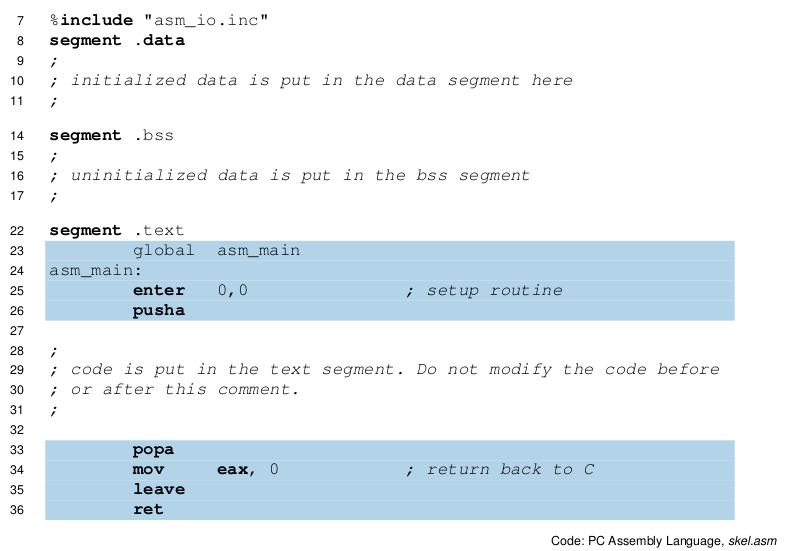 7 %include "asm_io.inc"
8 segment .data
9 ;
10 ; initialized data is put in the data segment here
11 ;
14 segment .bss
15 ;
16 ; uninitialized data is put in the bss segment
17 ;
22 segment .text
23 global asm_main
24 asm_main:
25 enter 0,0 ; setup routine
26 pusha
27
28 ;
29 ; code is put in the text segment. Do not modify the code before
30 ; or after this comment.
31 ;
32
33 popa
34 mov eax, 0 ; return back to C
35 leave
36 ret
Code: PC Assembly Language, skel.asm